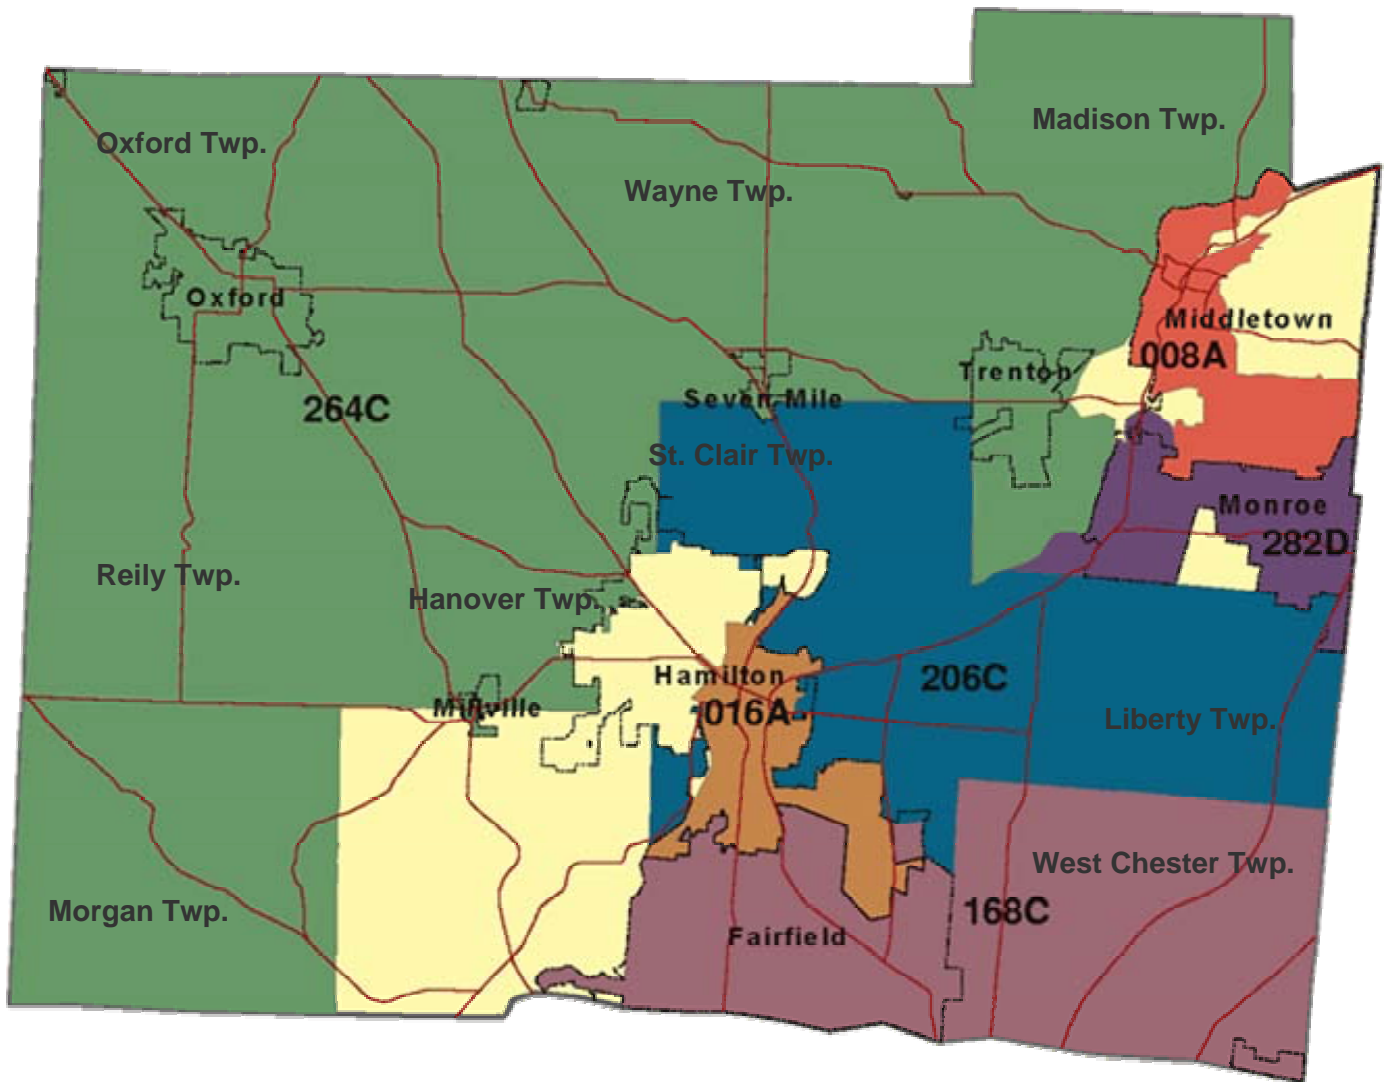 Madison Twp.
Oxford Twp.
Wayne Twp.
Oxford
Middletown
008A
Trenton
Seven Mile
264C
St. Clair Twp.
Monroe
282D
Reily Twp.
Hanover Twp.
Hamilton
206C
Millville
016A
Liberty Twp.
West Chester Twp.
Morgan Twp.
168C
Fairfield